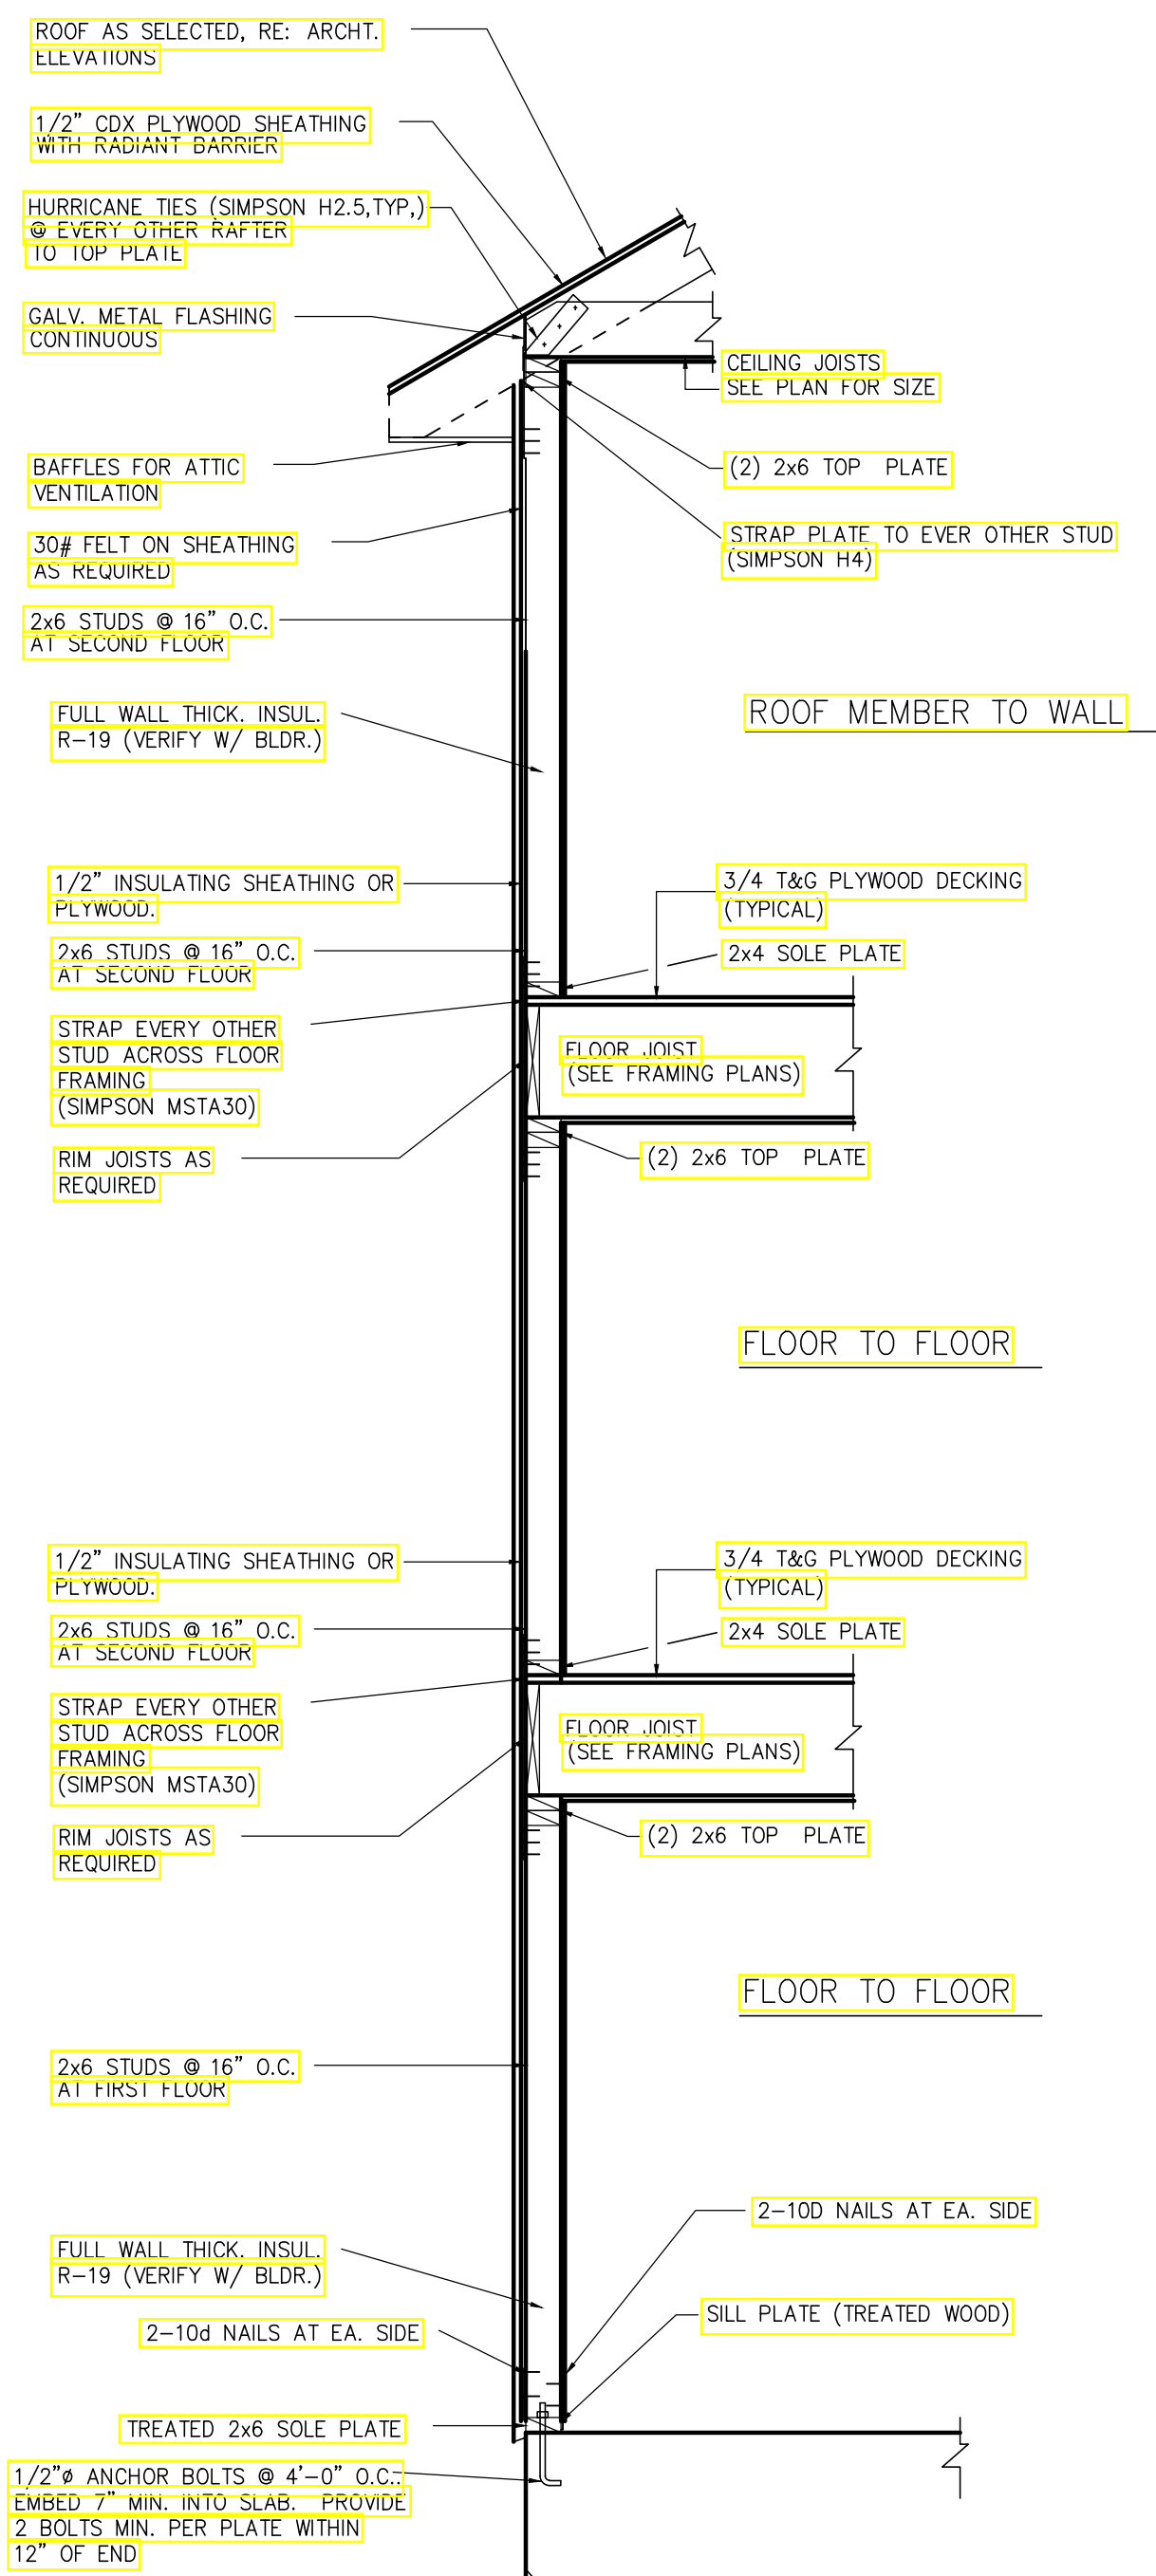 ROOF AS SELECTED, RE: ARCHT.
ELEVATIONS
1/2" CDX PLYWOOD SHEATHING
WITH RADIANT BARRIER
HURRICANE TIES (SIMPSON H2.5,TYP,)
@ EVERY OTHER RAFTER
TO TOP PLATE
GALV. METAL FLASHING
CONTINUOUS
CEILING JOISTS
SEE PLAN FOR SIZE
BAFFLES FOR ATTIC
VENTILATION
(2) 2x6 TOP PLATE
30# FELT ON SHEATHING
AS REQUIRED
STRAP PLATE TO EVER OTHER STUD
(SIMPSON H4)
2x6 STUDS @ 16" O.C.
AT SECOND FLOOR
FULL WALL THICK. INSUL.
R-19 (VERIFY W/ BLDR.)
ROOF MEMBER TO WALL
1/2" INSULATING SHEATHING OR
PLYWOOD.
3/4 T&G PLYWOOD DECKING
(TYPICAL)
2x6 STUDS @ 16" O.C.
AT SECOND FLOOR
2x4 SOLE PLATE
STRAP EVERY OTHER
STUD ACROSS FLOOR
FRAMING
(SIMPSON MSTA30)
FLOOR JOIST
(SEE FRAMING PLANS)
RIM JOISTS AS
REQUIRED
(2) 2x6 TOP PLATE
FLOOR TO FLOOR
1/2" INSULATING SHEATHING OR
PLYWOOD.
3/4 T&G PLYWOOD DECKING
(TYPICAL)
2x6 STUDS @ 16" O.C.
AT SECOND FLOOR
2x4 SOLE PLATE
STRAP EVERY OTHER
STUD ACROSS FLOOR
FRAMING
(SIMPSON MSTA30)
FLOOR JOIST
(SEE FRAMING PLANS)
RIM JOISTS AS
REQUIRED
(2) 2x6 TOP PLATE
FLOOR TO FLOOR
2x6 STUDS @ 16" O.C.
AT FIRST FLOOR
2-10D NAILS AT EA. SIDE
FULL WALL THICK. INSUL.
R-19 (VERIFY W/ BLDR.)
SILL PLATE (TREATED WOOD)
2-10d NAILS AT EA. SIDE
TREATED 2x6 SOLE PLATE
1/2"ø ANCHOR BOLTS @ 4'-0" O.C..
EMBED 7" MIN. INTO SLAB. PROVIDE
2 BOLTS MIN. PER PLATE WITHIN
12" OF END